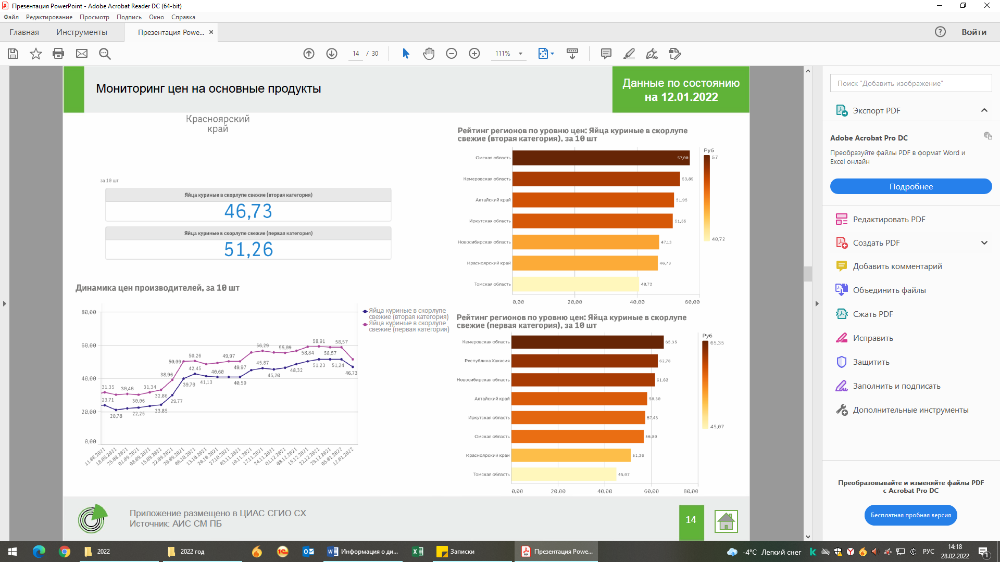 Презентация PowerPoint - Adobe Acrobat Reader DC (64-bit)
Файл Редактирование Просмотр Подпись Окно Справка
Главная Инструменты Презентация Powe... × Войти
14 / 30 111%
Мониторинг цен на основные продукты
Данные по состоянию
на 12.01.2022
Красноярский
край
за 10 шт
Яйца куриные в скорлупе свежие (вторая категория)
46,73
Яйца куриные в скорлупе свежие (первая категория)
51,26
Динамика цен производителей, за 10 шт
80,00
60,00
40,00
20,00
0,00
50,09 50,26 49,97 56,29 55,09 58,91 58,57
31,35 30,46 31,34 38,96 42,45 40,60 49,97 45,87 58,84 58,57
23,71 30,06 32,86 39,70 41,13 40,59 45,20 48,32 51,23 51,24 46,73
20,78 22,25 23,85 29,77
11.08.2021 18.08.2021 25.08.2021 01.09.2021 08.09.2021 15.09.2021 22.09.2021 29.09.2021 06.10.2021 13.10.2021 20.10.2021 27.10.2021 03.11.2021 10.11.2021 17.11.2021 24.11.2021 01.12.2021 08.12.2021 15.12.2021 22.12.2021 29.12.2021 05.01.2022 12.01.2022
Яйца куриные в скорлупе
свежие (вторая категория)
Яйца куриные в скорлупе
свежие (первая категория)
Рейтинг регионов по уровню цен: Яйца куриные в скорлупе
свежие (вторая категория), за 10 шт
Омская область 57,00
Кемеровская область 53,89
Алтайский край 51,95
Иркутская область 51,55
Новосибирская область 47,13
Красноярский край 46,73
Томская область 40,72
0,00 20,00 40,00 60,00
Руб
57
40,72
Рейтинг регионов по уровню цен: Яйца куриные в скорлупе
свежие (первая категория), за 10 шт
Кемеровская область 65,35
Республика Хакасия 62,78
Новосибирская область 61,60
Алтайский край 58,30
Иркутская область 57,43
Омская область 56,80
Красноярский край 51,26
Томская область 45,07
0,00 20,00 40,00 60,00 80,00
Руб
65,35
45,07
Приложение размещено в ЦИАС СГИО СХ
Источник: АИС СМ ПБ
14
Поиск "Добавить изображение"
Экспорт PDF
Adobe Acrobat Pro DC
Преобразуйте файлы PDF в формат Word и
Excel онлайн
Подробнее
Редактировать PDF
Создать PDF
Добавить комментарий
Объединить файлы
Сжать PDF
Исправить
Защитить
Заполнить и подписать
Дополнительные инструменты
Преобразовывайте и изменяйте файлы PDF
с Acrobat Pro DC
Бесплатная пробная версия
2022 2022 год Информация о ди... Записки Презентация Powe... -4°C Легкий снег РУС 14:18
28.02.2022